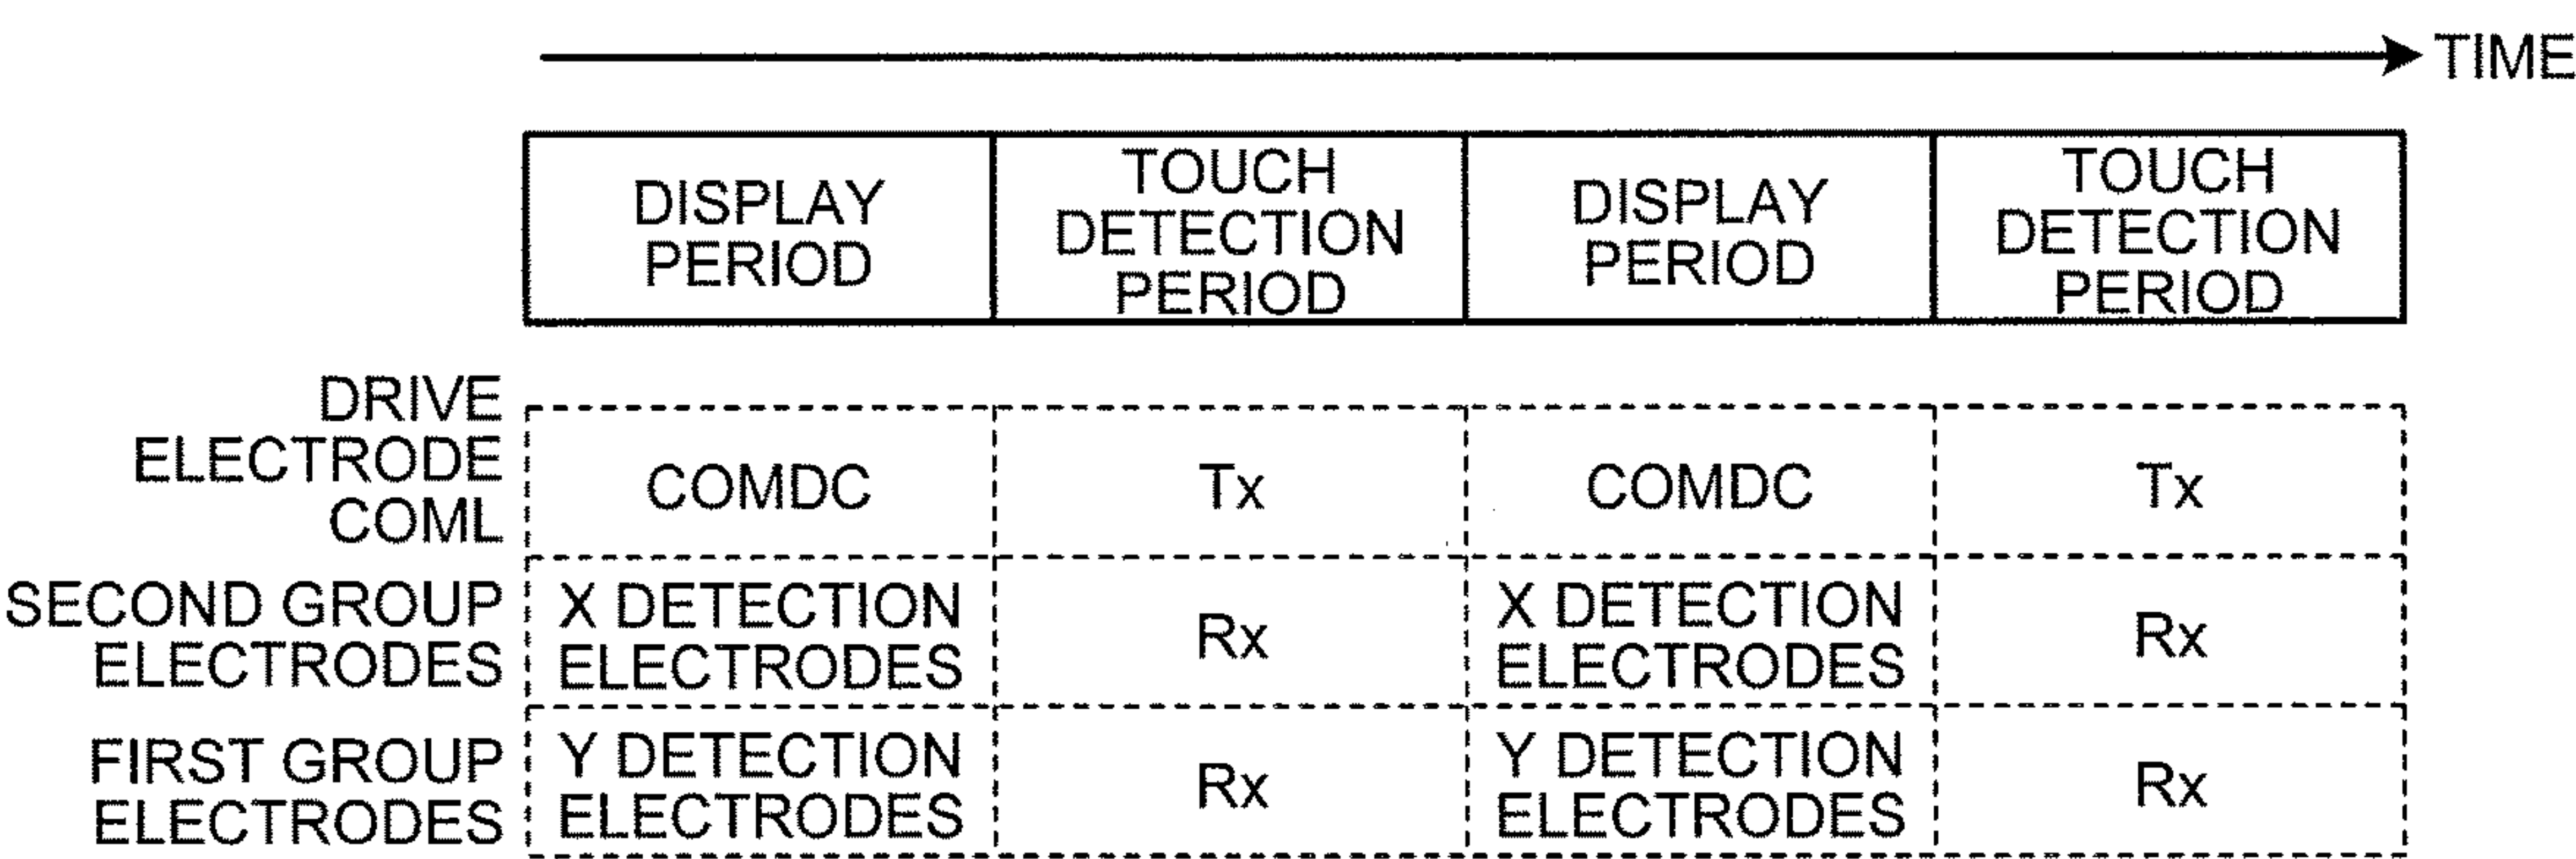 TIME
DISPLAY
PERIOD
TOUCH
DETECTION
PERIOD
DISPLAY
PERIOD
TOUCH
DETECTION
PERIOD
DRIVE
ELECTRODE
COML
COMDC
Tx
COMDC
Tx
SECOND GROUP
ELECTRODES
X DETECTION
ELECTRODES
Rx
X DETECTION
ELECTRODES
Rx
FIRST GROUP
ELECTRODES
Y DETECTION
ELECTRODES
Rx
Y DETECTION
ELECTRODES
Rx